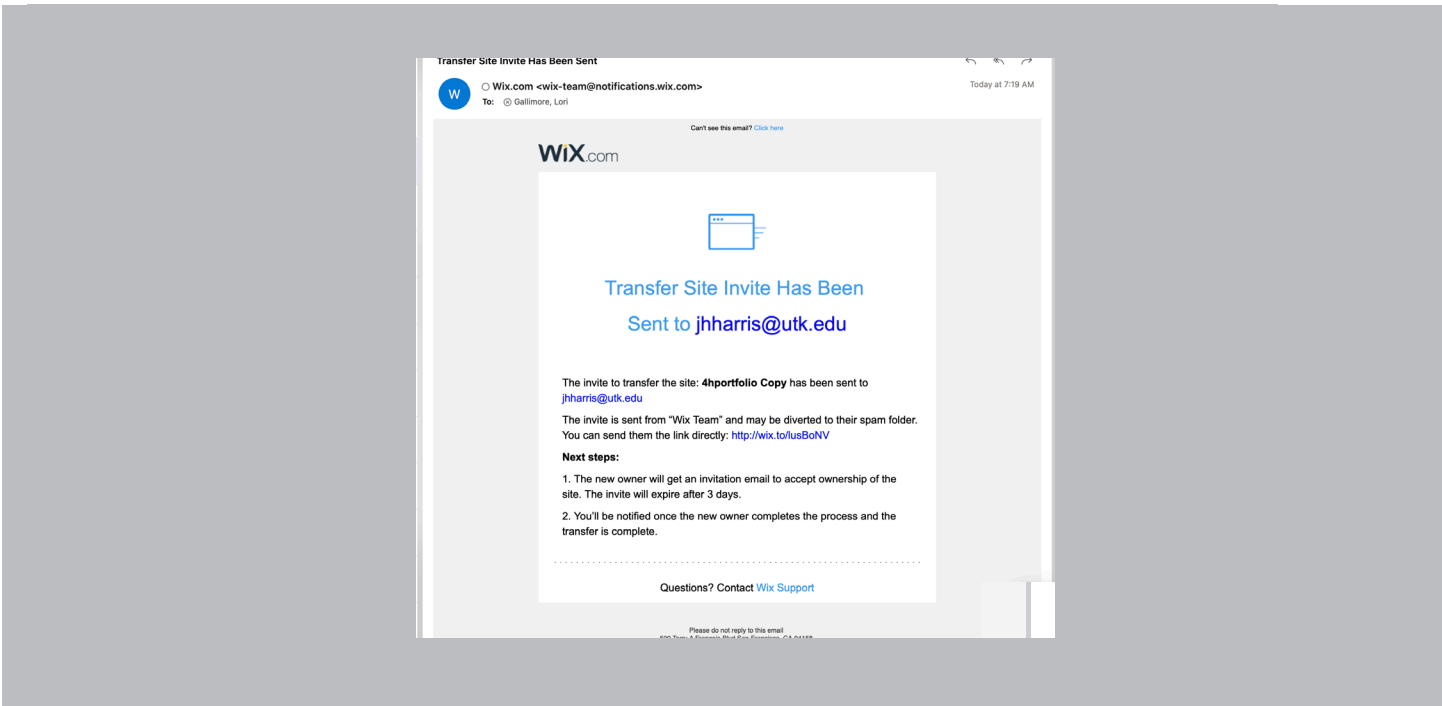 Transfer Site Invite Has Been Sent
W
Wix.com <wix-team@notifications.wix.com>
Today at 7:19 AM
To: Gallimore, Lori
Can't see this email? Click here
WiX.com
Transfer Site Invite Has Been
Sent to jhharris@utk.edu
The invite to transfer the site: 4hportfolio Copy has been sent to
jhharris@utk.edu
The invite is sent from “Wix Team” and may be diverted to their spam folder.
You can send them the link directly: http://wix.to/lusBoNV
Next steps:
1. The new owner will get an invitation email to accept ownership of the
site. The invite will expire after 3 days.
2. You'll be notified once the new owner completes the process and the
transfer is complete.
Questions? Contact Wix Support
Please do not reply to this email